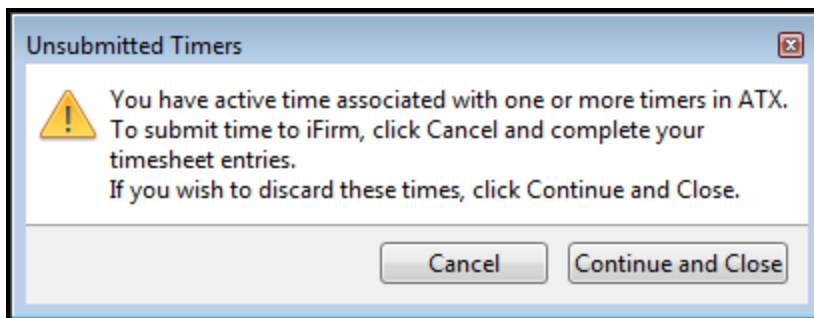 Unsubmitted Timers
You have active time associated with one or more timers in ATX.
To submit time to iFirm, click Cancel and complete your
timesheet entries.
If you wish to discard these times, click Continue and Close.
Cancel
Continue and Close